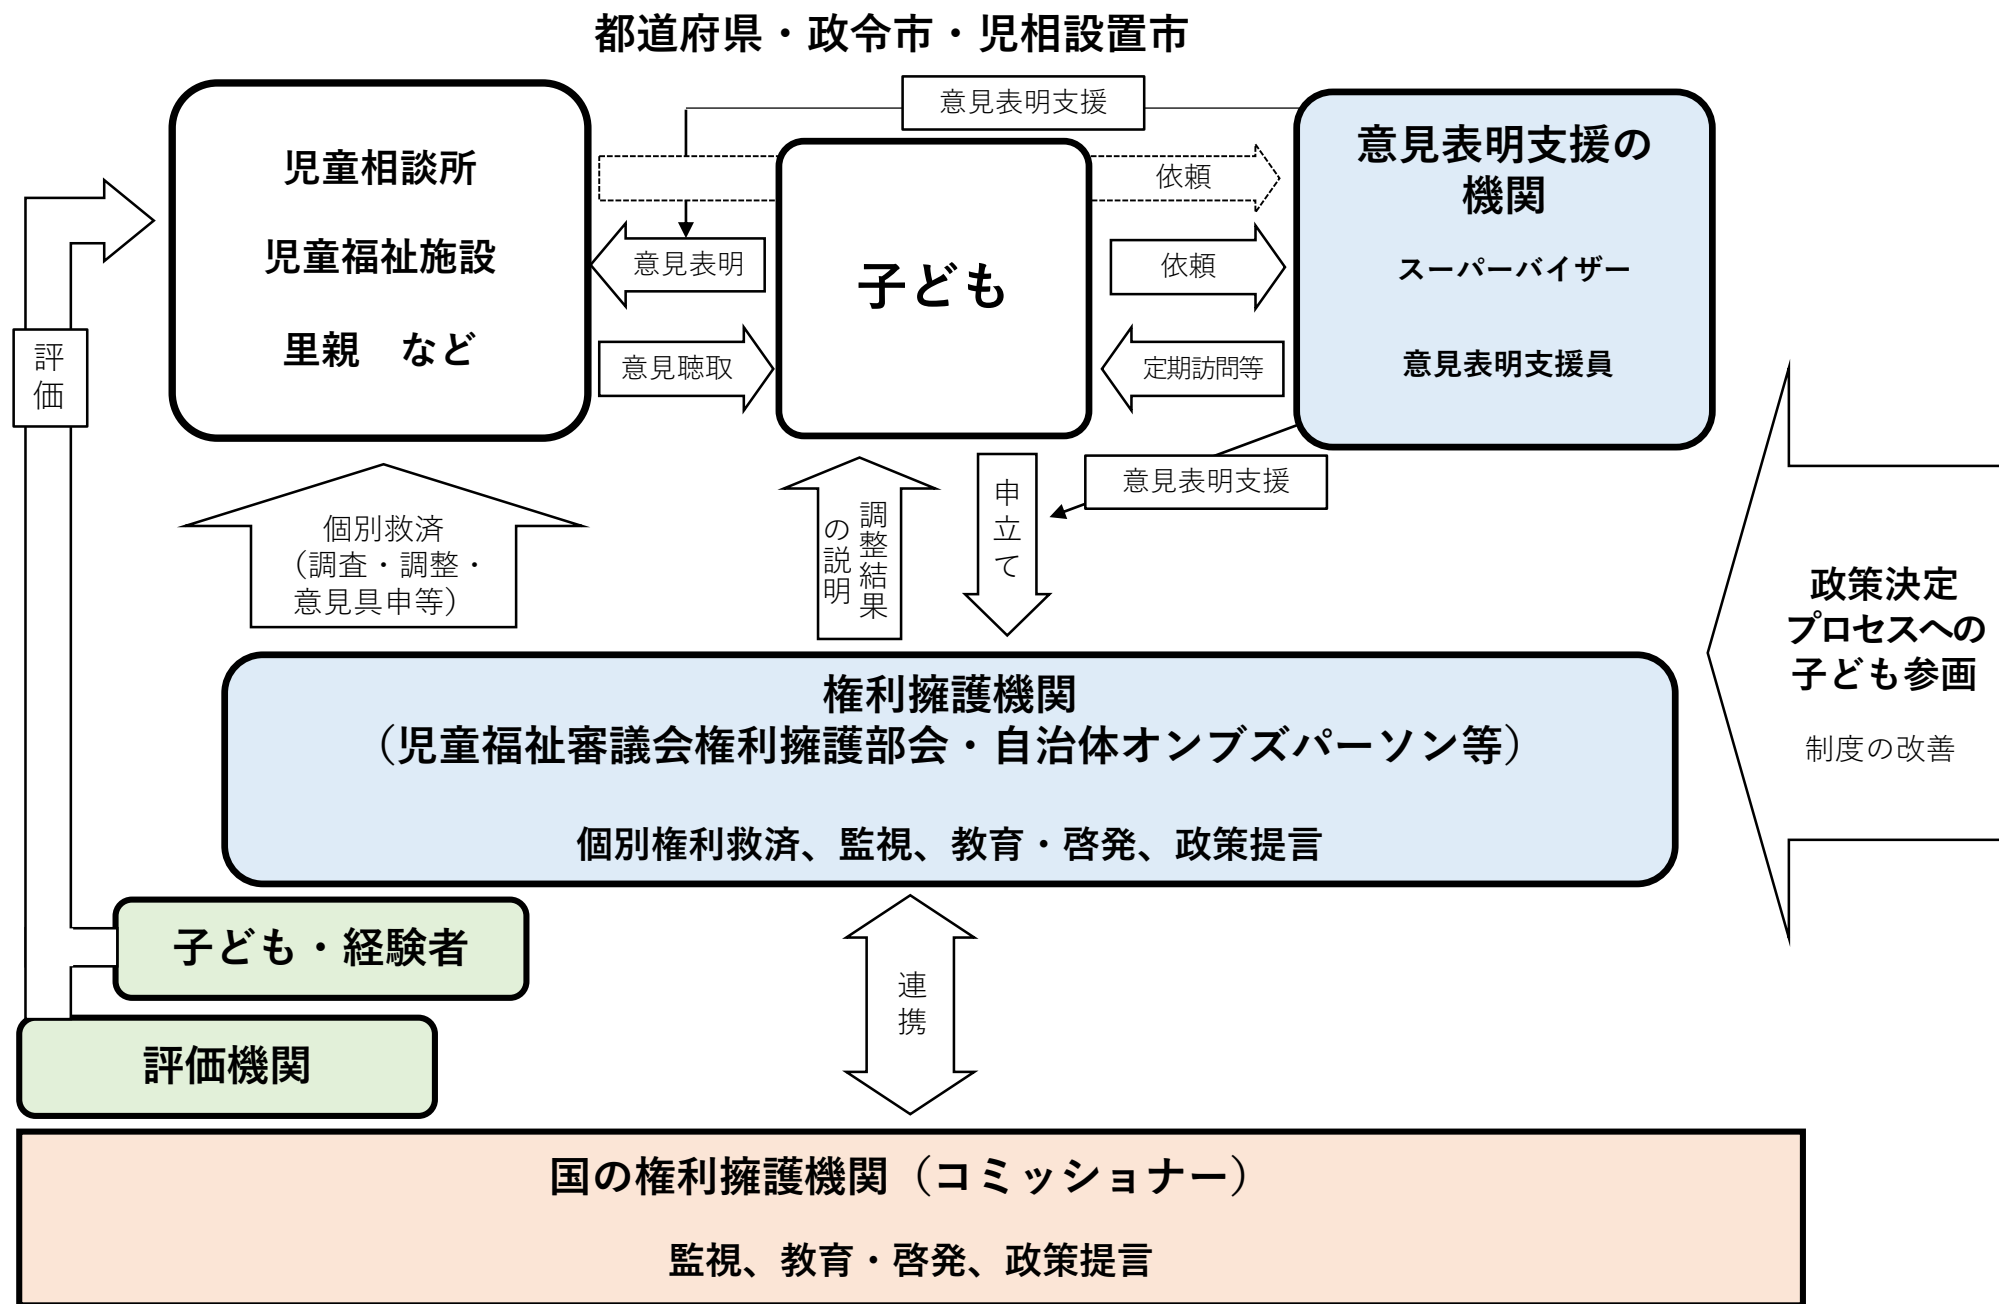 都道府県・政令市・児相設置市
児童相談所
児童福祉施設
里親　など
意見表明支援
依頼
意見表明
子ども
依頼
意見聴取
定期訪問等
意見表明支援の
機関
スーパーバイザー
意見表明支援員
評価
個別救済
（調査・調整・
意見具申等）
調整結果
の説明
申立て
意見表明支援
政策決定
プロセスへの
子ども参画
制度の改善
権利擁護機関
（児童福祉審議会権利擁護部会・自治体オンブズパーソン等）
個別権利救済、監視、教育・啓発、政策提言
子ども・経験者
連携
評価機関
国の権利擁護機関（コミッショナー）
監視、教育・啓発、政策提言